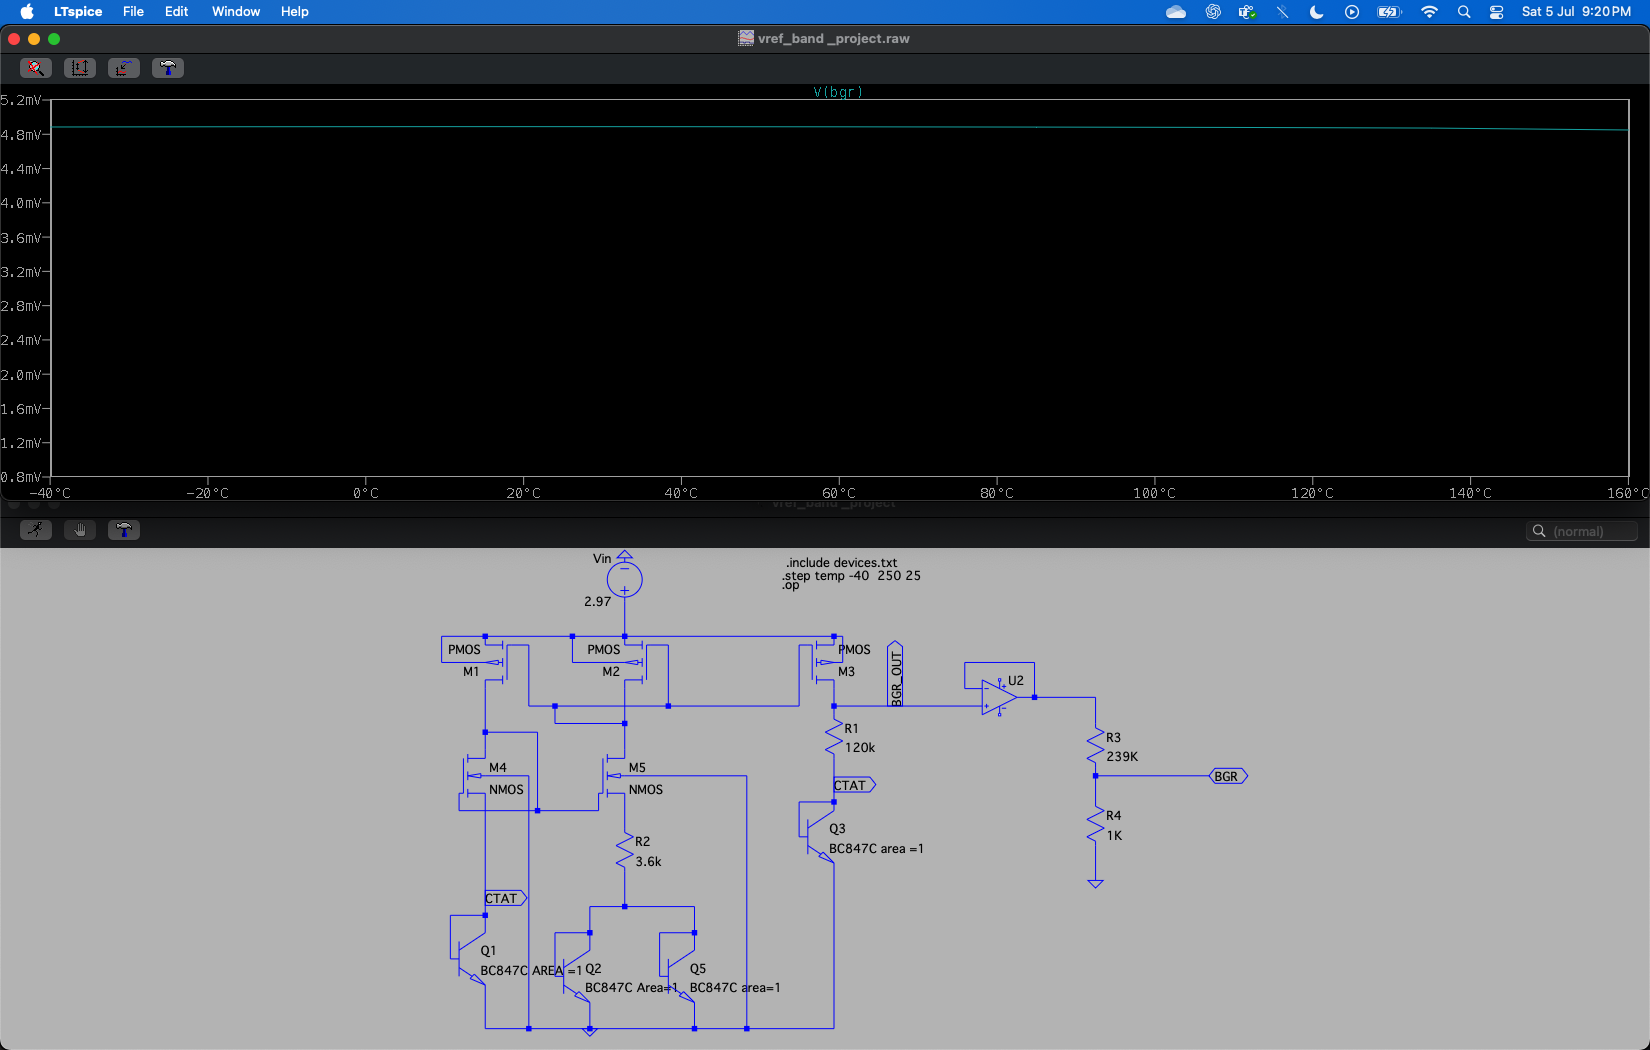 LTspice File Edit Window Help Sat 5 Jul 9:20 PM
vref_band _project.raw
V(bgr)
5.2mV
4.8mV
4.4mV
4.0mV
3.6mV
3.2mV
2.8mV
2.4mV
2.0mV
1.6mV
1.2mV
0.8mV
-40°C -20°C 0°C 20°C 40°C 60°C 80°C 100°C 120°C 140°C 160°C
vref_band _project
(normal)
Vin
2.97
.include devices.txt
.step temp -40 250 25
.op
PMOS
M1
PMOS
M2
PMOS
M3
BGR_OUT
U2
R1
120k
R3
239K
BGR
R4
1K
M4
NMOS
M5
NMOS
CTAT
Q3
BC847C area =1
R2
3.6k
CTAT
Q1
BC847C AREA =1
Q2
BC847C Area=1
Q5
BC847C area=1